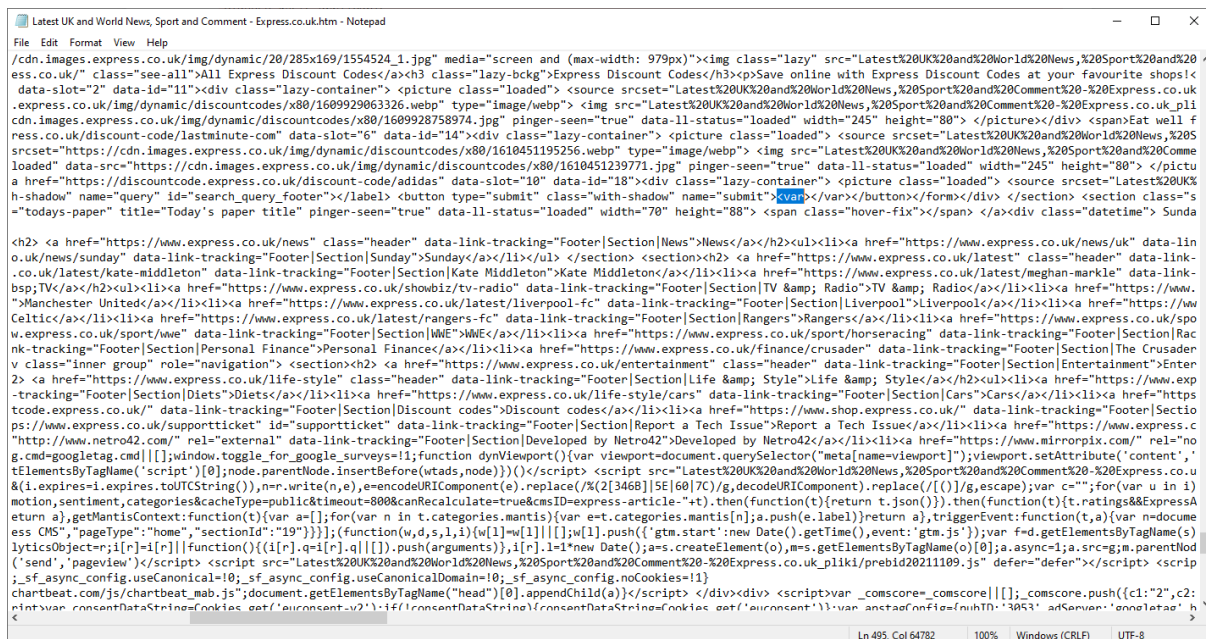 Latest UK and World News, Sport and Comment - Express.co.uk.htm - Notepad
File Edit Format View Help
/cdn.images.express.co.uk/img/dynamic/20/285x169/1554524_1.jpg" media="screen and (max-width: 979px)"><img class="lazy" src="Latest%20UK%20and%20World%20News,%20Sport%20and%20
ess.co.uk/" class="see-all">All Express Discount Codes</a><h3 class="lazy-bckg">Express Discount Codes</h3><p>Save online with Express Discount Codes at your favourite shops!<
data-slot="2" data-id="11"><div class="lazy-container"> <picture class="loaded"> <source srcset="Latest%20UK%20and%20World%20News,%20Sport%20and%20Comment%20-%20Express.co.uk
.express.co.uk/img/dynamic/discountcodes/x80/1609929063326.webp" type="image/webp"> <img src="Latest%20UK%20and%20World%20News,%20Sport%20and%20Comment%20-%20Express.co.uk_pli
cdn.images.express.co.uk/img/dynamic/discountcodes/x80/1609928758974.jpg" pinger-seen="true" data-ll-status="loaded" width="245" height="80"> </picture></div> <span>Eat well f
ress.co.uk/discount-code/lastminute-com" data-slot="6" data-id="14"><div class="lazy-container"> <picture class="loaded"> <source srcset="Latest%20UK%20and%20World%20News,%20S
srcset="https://cdn.images.express.co.uk/img/dynamic/discountcodes/x80/1610451195256.webp" type="image/webp"> <img src="Latest%20UK%20and%20World%20News,%20Sport%20and%20Comme
loaded" data-src="https://cdn.images.express.co.uk/img/dynamic/discountcodes/x80/1610451239771.jpg" pinger-seen="true" data-ll-status="loaded" width="245" height="80"> </pictu
a href="https://discountcode.express.co.uk/discount-code/adidas" data-slot="10" data-id="18"><div class="lazy-container"> <picture class="loaded"> <source srcset="Latest%20UK%
h-shadow" name="query" id="search_query_footer"></label> <button type="submit" class="with-shadow" name="submit"><var></var></button></form></div> </section> <section class="s
="todays-paper" title="Today's paper title" pinger-seen="true" data-ll-status="loaded" width="70" height="88"> <span class="hover-fix"></span> </a><div class="datetime"> Sunda
<h2> <a href="https://www.express.co.uk/news" class="header" data-link-tracking="Footer|Section|News">News</a></h2><ul><li><a href="https://www.express.co.uk/news/uk" data-lin
o.uk/news/sunday" data-link-tracking="Footer|Section|Sunday">Sunday</a></li></ul> </section> <section><h2> <a href="https://www.express.co.uk/latest" class="header" data-link-
.co.uk/latest/kate-middleton" data-link-tracking="Footer|Section|Kate Middleton">Kate Middleton</a></li><li><a href="https://www.express.co.uk/latest/meghan-markle" data-link-
bsp;TV</a></h2><ul><li><a href="https://www.express.co.uk/showbiz/tv-radio" data-link-tracking="Footer|Section|TV &amp; Radio">TV &amp; Radio</a></li><li><a href="https://www.
">Manchester United</a></li><li><a href="https://www.express.co.uk/latest/liverpool-fc" data-link-tracking="Footer|Section|Liverpool">Liverpool</a></li><li><a href="https://ww
Celtic</a></li><li><a href="https://www.express.co.uk/latest/rangers-fc" data-link-tracking="Footer|Section|Rangers">Rangers</a></li><li><a href="https://www.express.co.uk/spo
w.express.co.uk/sport/wwe" data-link-tracking="Footer|Section|WWE">WWE</a></li><li><a href="https://www.express.co.uk/sport/horseracing" data-link-tracking="Footer|Section|Rac
nk-tracking="Footer|Section|Personal Finance">Personal Finance</a></li><li><a href="https://www.express.co.uk/finance/crusader" data-link-tracking="Footer|Section|The Crusader
v class="inner group" role="navigation"> <section><h2> <a href="https://www.express.co.uk/entertainment" class="header" data-link-tracking="Footer|Section|Entertainment">Enter
2> <a href="https://www.express.co.uk/life-style" class="header" data-link-tracking="Footer|Section|Life &amp; Style">Life &amp; Style</a></h2><ul><li><a href="https://www.exp
-tracking="Footer|Section|Diets">Diets</a></li><li><a href="https://www.express.co.uk/life-style/cars" data-link-tracking="Footer|Section|Cars">Cars</a></li><li><a href="https
tcode.express.co.uk/" data-link-tracking="Footer|Section|Discount codes">Discount codes</a></li><li><a href="https://www.shop.express.co.uk/" data-link-tracking="Footer|Sectio
ps://www.express.co.uk/supportticket" id="supportticket" data-link-tracking="Footer|Section|Report a Tech Issue">Report a Tech Issue</a></li><li><a href="https://www.express.c
"http://www.netro42.com/" rel="external" data-link-tracking="Footer|Section|Developed by Netro42">Developed by Netro42</a></li><li><a href="https://www.mirrorpix.com/" rel="no
g.cmd=googletag.cmd||[];window.toggle_for_google_surveys=!1;function dynViewport(){var viewport=document.querySelector("meta[name=viewport]");viewport.setAttribute('content','
tElementsByTagName('script')[0];node.parentNode.insertBefore(wtads,node)})()</script> <script src="Latest%20UK%20and%20World%20News,%20Sport%20and%20Comment%20-%20Express.co.u
&(i.expires=i.expires.toUTCString()),n=r.write(n,e),e=encodeURIComponent(e).replace(/%(2[346B]|5E|60|7C)/g,decodeURIComponent).replace(/[()]/g,escape);var c="";for(var u in i)
motion,sentiment,categories&cacheType=public&timeout=800&canRecalculate=true&cmsID=express-article-"+t).then(function(t){return t.json()}).then(function(t){t.ratings&&ExpressA
eturn a},getMantisContext:function(t){var a=[];for(var n in t.categories.mantis){var e=t.categories.mantis[n];a.push(e.label)}return a},triggerEvent:function(t,a){var n=docume
ess CMS","pageType":"home","sectionId":"19"}}}];(function(w,d,s,l,i){w[l]=w[l]||[];w[l].push({'gtm.start':new Date().getTime(),event:'gtm.js'});var f=d.getElementsByTagName(s)
lyticsObject=r;i[r]=i[r]||function(){(i[r].q=i[r].q||[]).push(arguments)},i[r].l=1*new Date();a=s.createElement(o),m=s.getElementsByTagName(o)[0];a.async=1;a.src=g;m.parentNod
('send','pageview')</script> <script src="Latest%20UK%20and%20World%20News,%20Sport%20and%20Comment%20-%20Express.co.uk_pliki/prebid20211109.js" defer="defer"></script> <scrip
;_sf_async_config.useCanonical=!0;_sf_async_config.useCanonicalDomain=!0;_sf_async_config.noCookies=!1}
chartbeat.com/js/chartbeat_mab.js";document.getElementsByTagName("head")[0].appendChild(a)}</script> </div><div> <script>var _comscore=_comscore||[];_comscore.push({c1:"2",c2:
ript>var consentDataString=Cookies.get('euconsent-v2');if(!consentDataString){consentDataString=Cookies.get('euconsent')};var apstagConfig={pubID:'3053',adServer:'googletag',b
Ln 495, Col 64782 100% Windows (CRLF) UTF-8